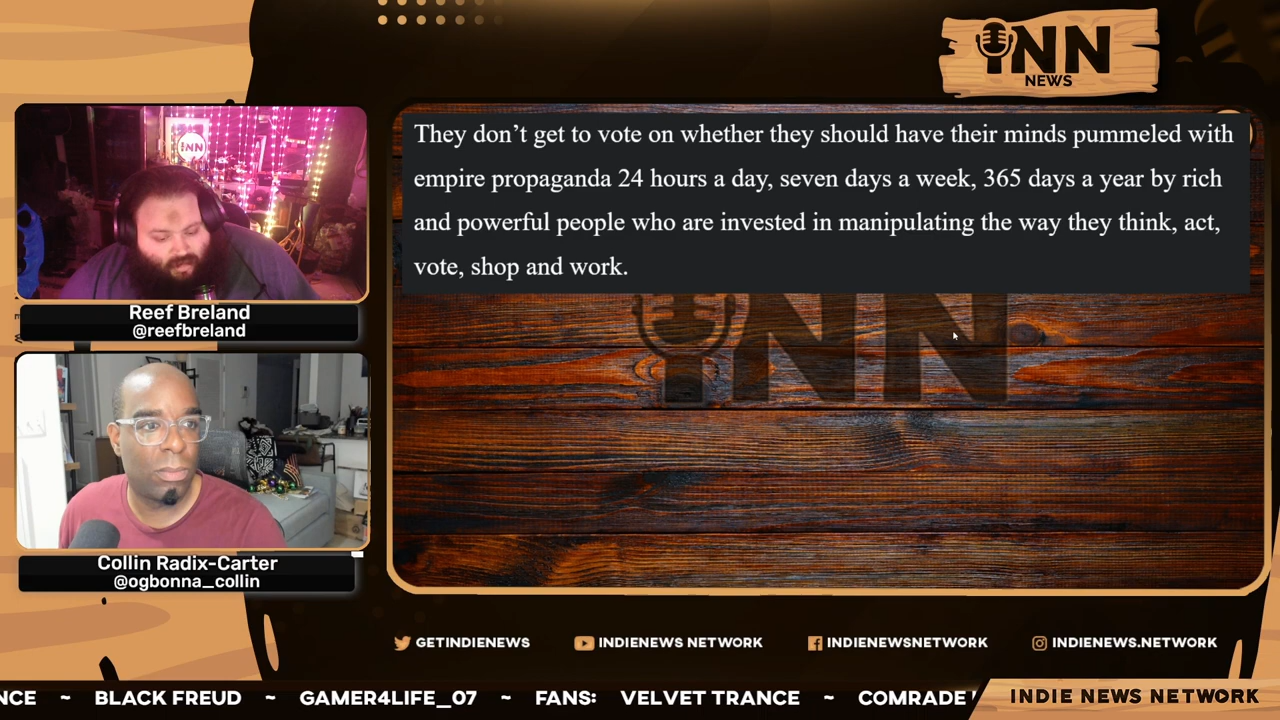 INN
NEWS
INN
They don't get to vote on whether they should have their minds pummeled with
empire propaganda 24 hours a day, seven days a week, 365 days a year by rich
and powerful people who are invested in manipulating the way they think, act,
vote, shop and work.
INN
Reef Breland
@reefbreland
Collin Radix-Carter
@ogbonna_collin
GETINDIENEWS
INDIENEWS NETWORK
INDIENEWSNETWORK
INDIENEWS.NETWORK
NCE ~ BLACK FREUD ~ GAMER4LIFE_07 ~ FANS: VELVET TRANCE ~ COMRADE
INDIE NEWS NETWORK